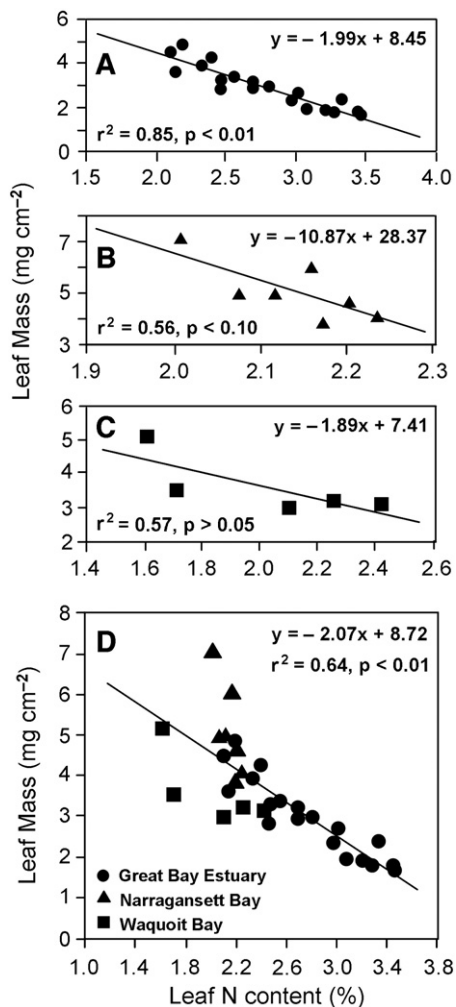 A
y = − 1.99x + 8.45
r² = 0.85, p < 0.01
6
4
2
0
1.5 2.0 2.5 3.0 3.5 4.0
B
y = −10.87x + 28.37
r² = 0.56, p < 0.10
7
5
3
1.9 2.0 2.1 2.2 2.3
Leaf Mass (mg cm⁻²)
C
y = −1.89x + 7.41
r² = 0.57, p > 0.05
6
5
4
3
2
1.4 1.6 1.8 2.0 2.2 2.4 2.6
D
y = − 2.07x + 8.72
r² = 0.64, p < 0.01
8
7
6
5
4
3
2
1
0
Leaf Mass (mg cm⁻²)
Great Bay Estuary
Narragansett Bay
Waquoit Bay
1.2 1.8 2.2 2.6 3.0 3.4 3.8
Leaf N content (%)